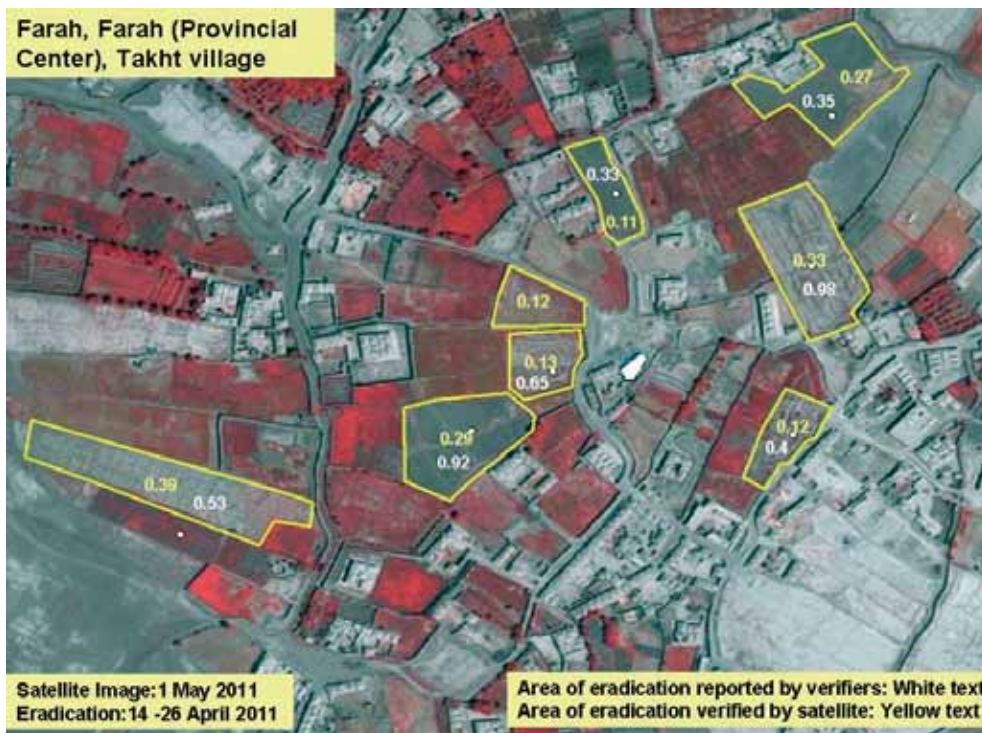 Farah, Farah (Provincial
Center), Takht village
0.27
0.35
0.33
0.11
0.33
0.98
0.12
0.13
0.65
0.12
0.4
0.29
0.92
0.39
0.53
Satellite Image:1 May 2011
Eradication:14 -26 April 2011
Area of eradication reported by verifiers: White text
Area of eradication verified by satellite: Yellow text